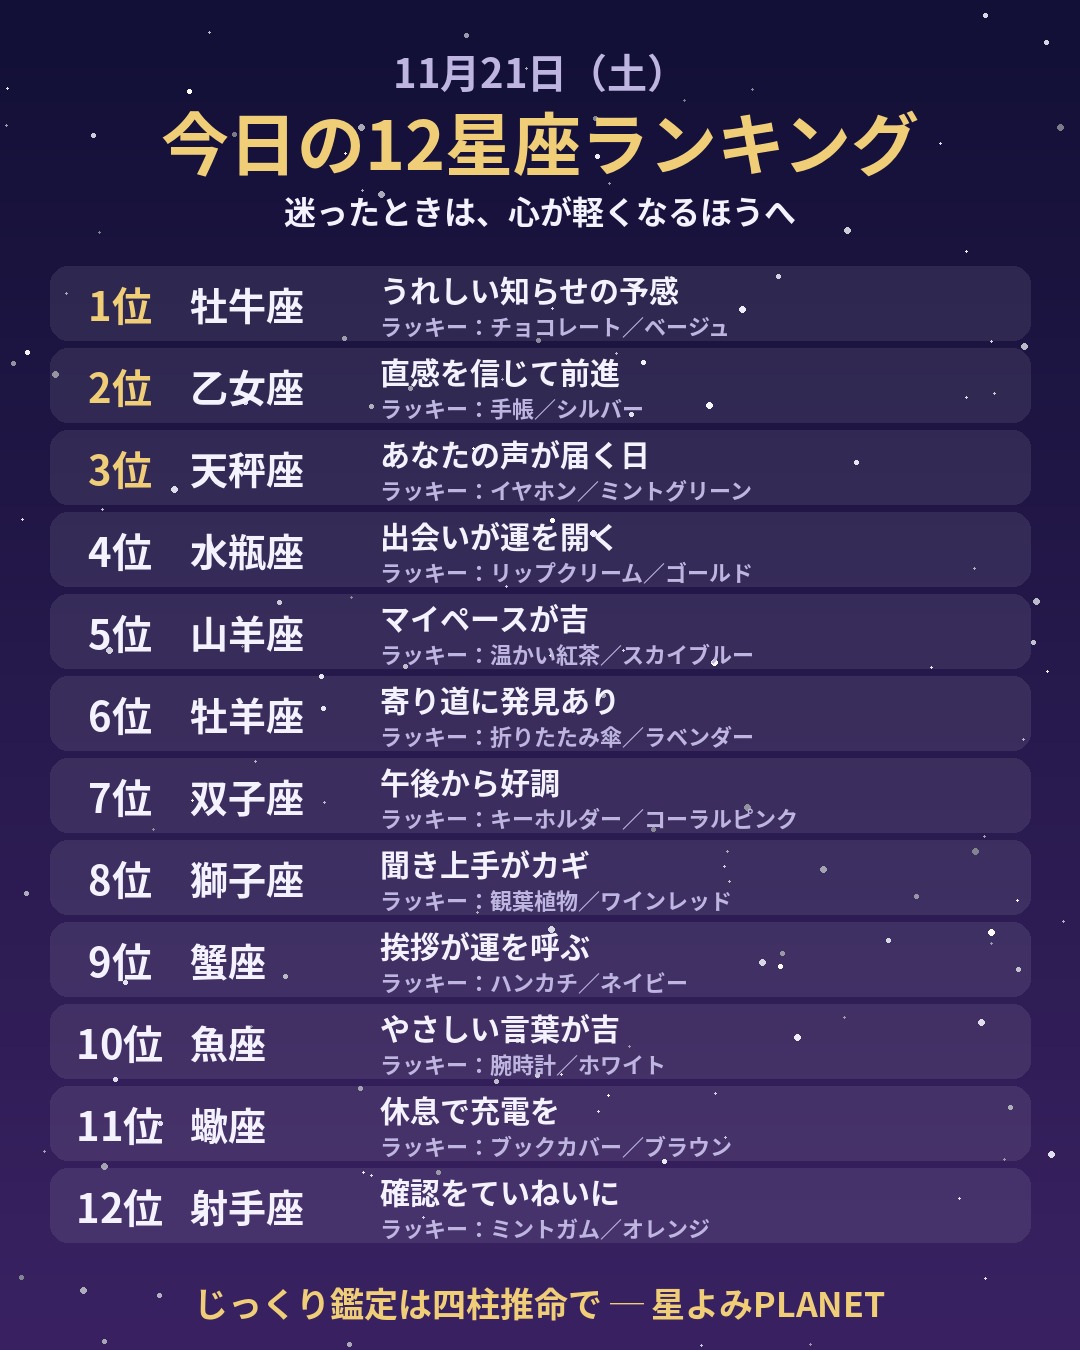 11月21日（土）
今日の12星座ランキング
迷ったときは、心が軽くなるほうへ
1位 牡牛座 うれしい知らせの予感
ラッキー：チョコレート／ベージュ
2位 乙女座 直感を信じて前進
ラッキー：手帳／シルバー
3位 天秤座 あなたの声が届く日
ラッキー：イヤホン／ミントグリーン
4位 水瓶座 出会いが運を開く
ラッキー：リップクリーム／ゴールド
5位 山羊座 マイペースが吉
ラッキー：温かい紅茶／スカイブルー
6位 牡羊座 寄り道に発見あり
ラッキー：折りたたみ傘／ラベンダー
7位 双子座 午後から好調
ラッキー：キーホルダー／コーラルピンク
8位 獅子座 聞き上手がカギ
ラッキー：観葉植物／ワインレッド
9位 蟹座 挨拶が運を呼ぶ
ラッキー：ハンカチ／ネイビー
10位 魚座 やさしい言葉が吉
ラッキー：腕時計／ホワイト
11位 蠍座 休息で充電を
ラッキー：ブックカバー／ブラウン
12位 射手座 確認をていねいに
ラッキー：ミントガム／オレンジ
じっくり鑑定は四柱推命で ― 星よみPLANET